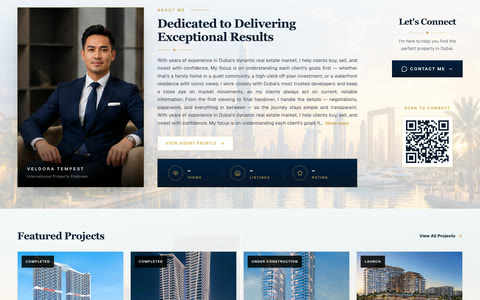 ABOUT ME
Dedicated to Delivering
Exceptional Results
With years of experience in Dubai's dynamic real estate market, I help clients buy, sell, and
invest with confidence. My focus is on understanding each client's goals first — whether
that's a family home in a quiet community, a high-yield off-plan investment, or a waterfront
residence with iconic views. I work closely with Dubai's most trusted developers and keep
a close eye on market movements, so my clients always act on current, reliable
information. From the first viewing to final handover, I handle the details — negotiations,
paperwork, and everything in between — so the journey stays simple and transparent.
With years of experience in Dubai's dynamic real estate market, I help clients buy, sell, and
invest with confidence. My focus is on understanding each client's goals fi... Show more
VIEW AGENT PROFILE →
- VIEWS
- LISTINGS
- RATING
VELDORA TEMPEST
International Property Endorser
Let's Connect
I'm here to help you find the
perfect property in Dubai.
CONTACT ME →
SCAN TO CONNECT
Featured Projects
View All Projects →
COMPLETED
COMPLETED
UNDER CONSTRUCTION
LAUNCH